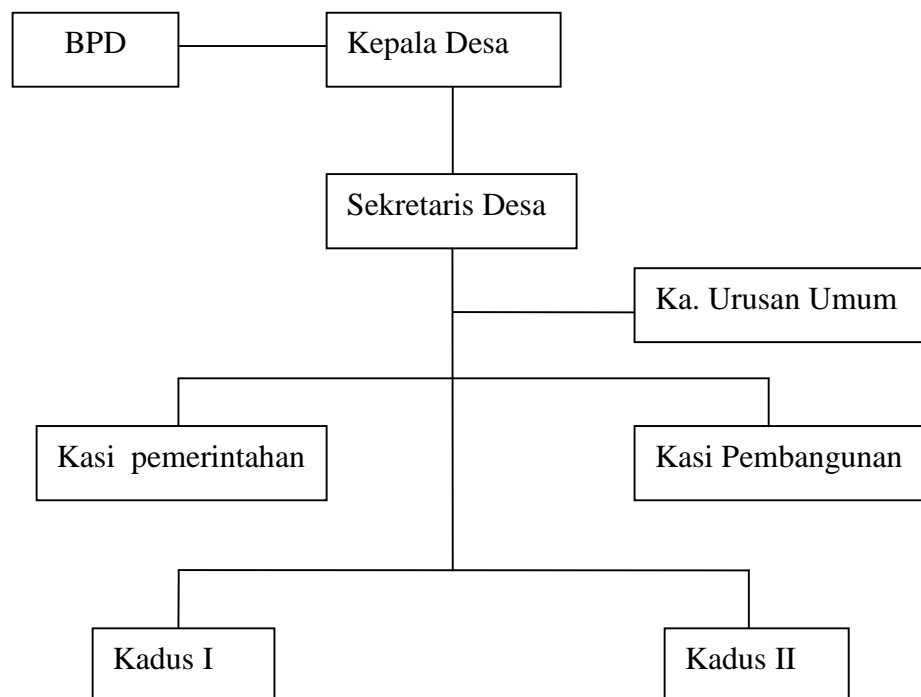 BPD
Kepala Desa
Sekretaris Desa
Ka. Urusan Umum
Kasi pemerintahan
Kasi Pembangunan
Kadus I
Kadus II